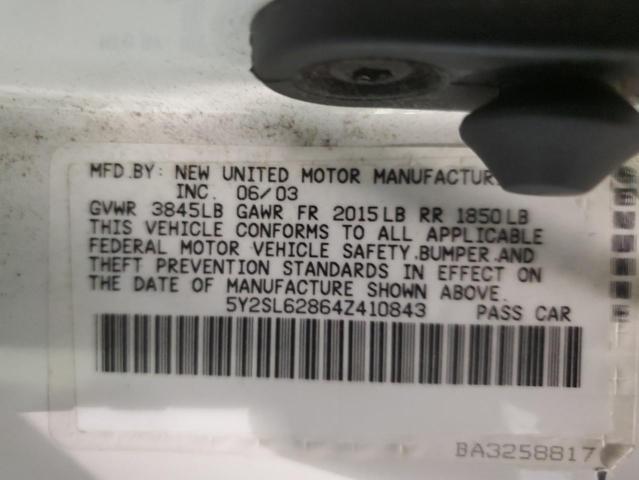 MFD.BY: NEW UNITED MOTOR MANUFACTURI
INC. 06/03
GVWR 3845LB GAWR FR 2015LB RR 1850LB
THIS VEHICLE CONFORMS TO ALL APPLICABLE
FEDERAL MOTOR VEHICLE SAFETY.BUMPER.AND
THEFT PREVENTION STANDARDS IN EFFECT ON
THE DATE OF MANUFACTURE SHOWN ABOVE.
5Y2SL62864Z410843 PASS CAR
BA3258817